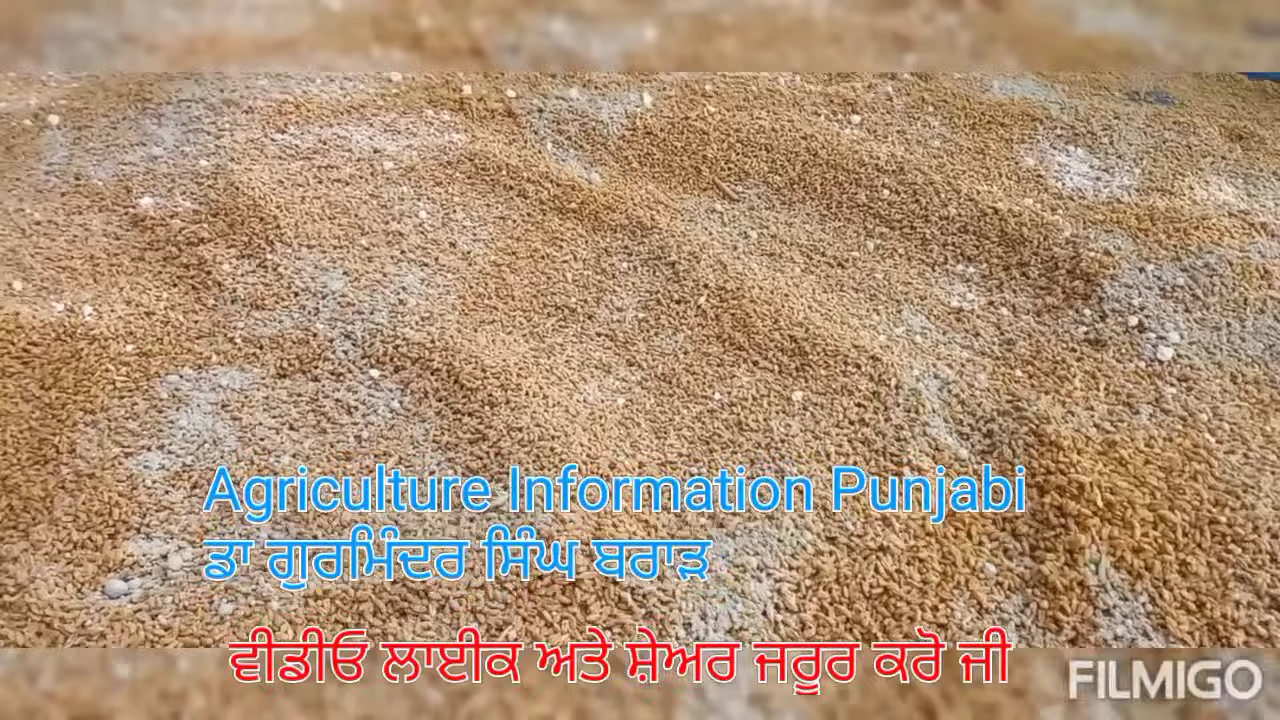 Agriculture Information Punjabi
ਡਾ ਗੁਰਮਿੰਦਰ ਸਿੰਘ ਬਰਾੜ
ਵੀਡੀਓ ਲਾਈਕ ਅਤੇ ਸ਼ੇਅਰ ਜਰੂਰ ਕਰੋ ਜੀ
FILMIGO